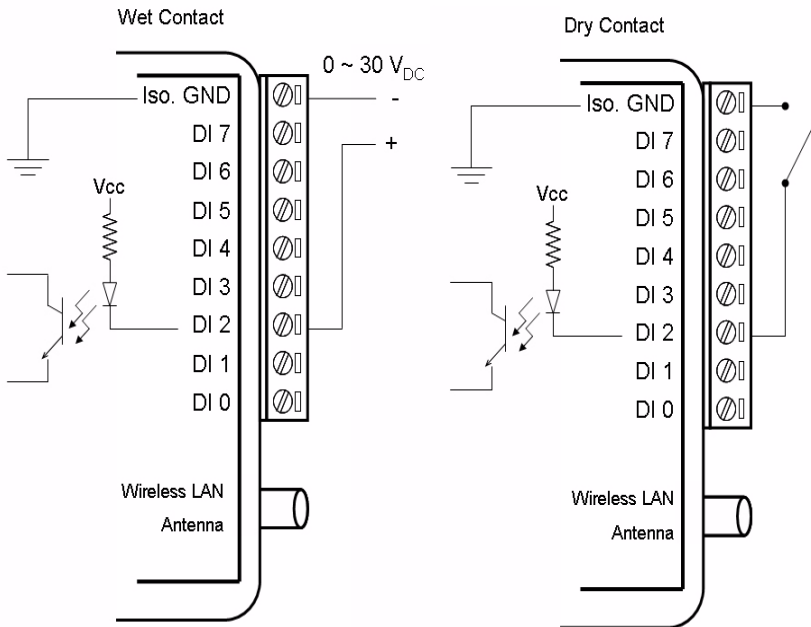 Wet Contact
0 ~ 30 VDC
Iso. GND
-
DI 7
+
DI 6
Vcc
DI 5
DI 4
DI 3
DI 2
DI 1
DI 0
Wireless LAN
Antenna
Dry Contact
Iso. GND
DI 7
DI 6
Vcc
DI 5
DI 4
DI 3
DI 2
DI 1
DI 0
Wireless LAN
Antenna